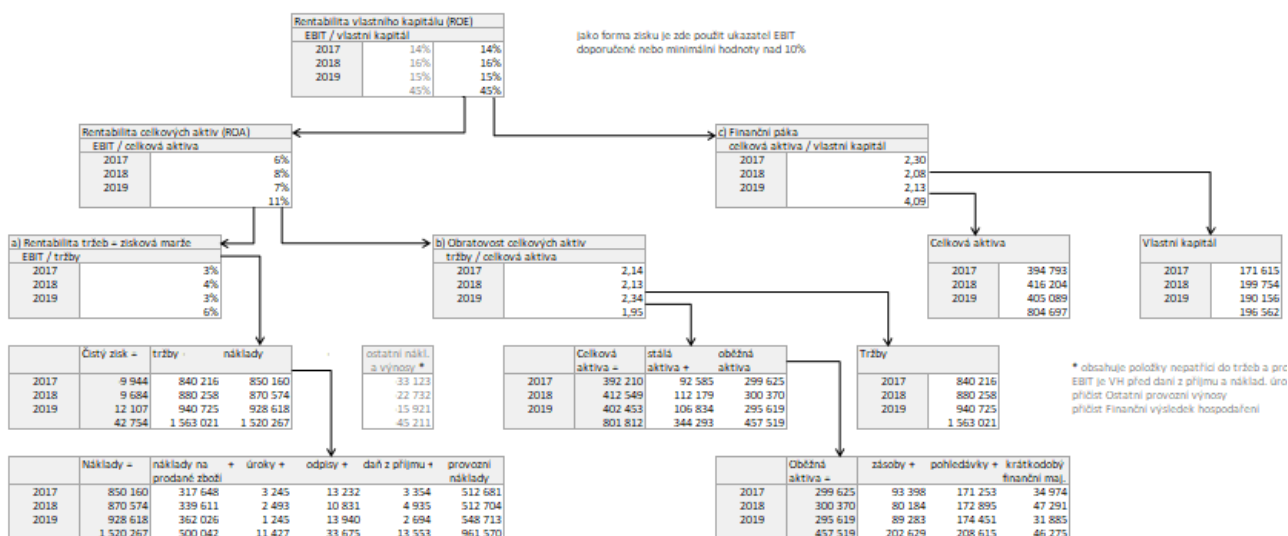 Rentabilita vlastního kapitálu (ROE)
EBIT / vlastní kapitál
2017 14% 14%
2018 16% 16%
2019 15% 15%
45% 45%
jako forma zisku je zde použit ukazatel EBIT
doporučené nebo minimální hodnoty nad 10%
Rentabilita celkových aktiv (ROA)
EBIT / celková aktiva
2017 6%
2018 8%
2019 7%
11%
c) Finanční páka
celková aktiva / vlastní kapitál
2017 2,30
2018 2,08
2019 2,13
4,09
a) Rentabilita tržeb = zisková marže
EBIT / tržby
2017 3%
2018 4%
2019 3%
6%
b) Obratovost celkových aktiv
tržby / celková aktiva
2017 2,14
2018 2,13
2019 2,34
1,95
Celková aktiva
2017 394 793
2018 416 204
2019 405 089
804 697
Vlastní kapitál
2017 171 615
2018 199 754
2019 190 156
196 562
Čistý zisk = tržby - náklady
2017 9 944 840 216 850 160
2018 9 684 880 258 870 574
2019 12 107 940 725 928 618
42 754 1 563 021 1 520 267
ostatní nákl.
a výnosy *
33 123
22 732
15 921
45 211
Celková stálá oběžná
aktiva = aktiva + aktiva
2017 392 210 92 585 299 625
2018 412 549 112 179 300 370
2019 402 453 106 834 295 619
801 812 344 293 457 519
Tržby
2017 840 216
2018 880 258
2019 940 725
1 563 021
* obsahuje položky nepatřící do tržeb a pro
EBIT je VH před daní z příjmu a náklad. úro
přičíst Ostatní provozní výnosy
přičíst Finanční výsledek hospodaření
Náklady = náklady na + úroky + odpisy + daň z příjmu + provozní
prodané zboží náklady
2017 850 160 317 648 3 245 13 232 3 354 512 681
2018 870 574 339 611 2 493 10 831 4 935 512 704
2019 928 618 362 026 1 245 13 940 2 694 548 713
1 520 267 500 042 11 427 33 675 13 553 961 570
Oběžná zásoby + pohledávky + krátkodobý
aktiva = finanční maj.
2017 299 625 93 398 171 253 34 974
2018 300 370 80 184 172 895 47 291
2019 295 619 89 283 174 451 31 885
457 519 202 629 208 615 46 275